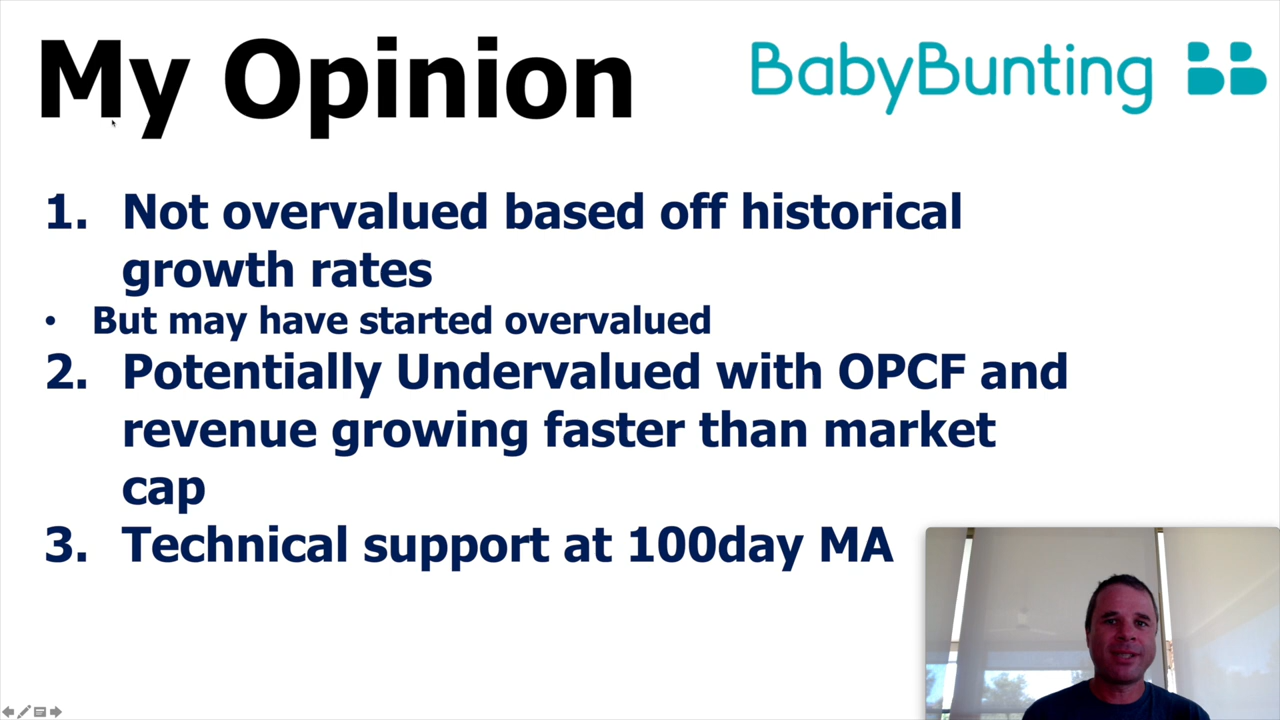 My Opinion
BabyBunting
1. Not overvalued based off historical
growth rates
• But may have started overvalued
2. Potentially Undervalued with OPCF and
revenue growing faster than market
cap
3. Technical support at 100day MA